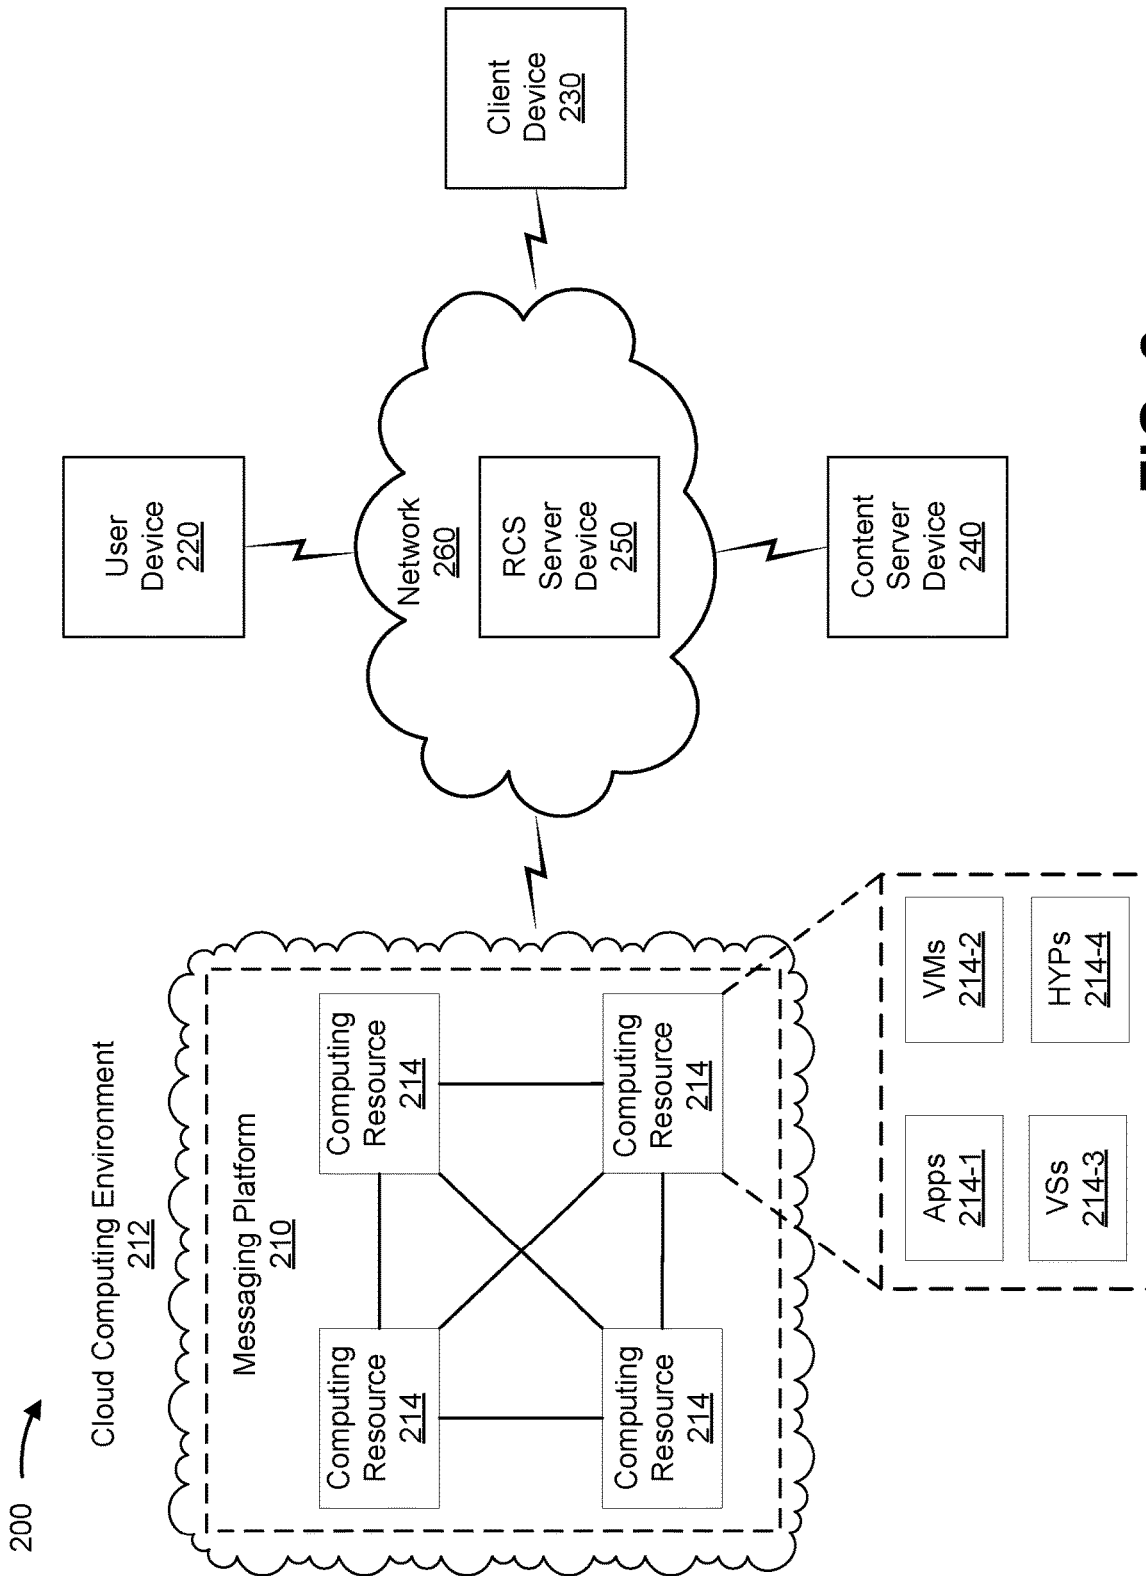 200
Cloud Computing Environment
212
Messaging Platform
210
Computing
Resource
214
Computing
Resource
214
Computing
Resource
214
Computing
Resource
214
Apps
214-1
VMs
214-2
VSs
214-3
HYPs
214-4
User
Device
220
Network
260
RCS
Server
Device
250
Content
Server
Device
240
Client
Device
230